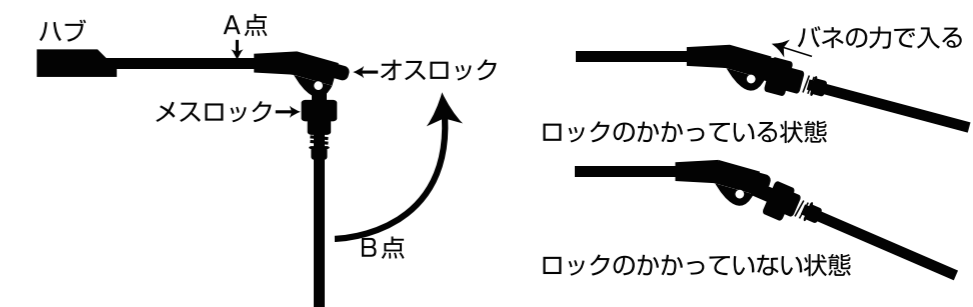 ハブ
A点
オスロック
メスロック
B点
バネの力で入る
ロックのかかっている状態
ロックのかかっていない状態